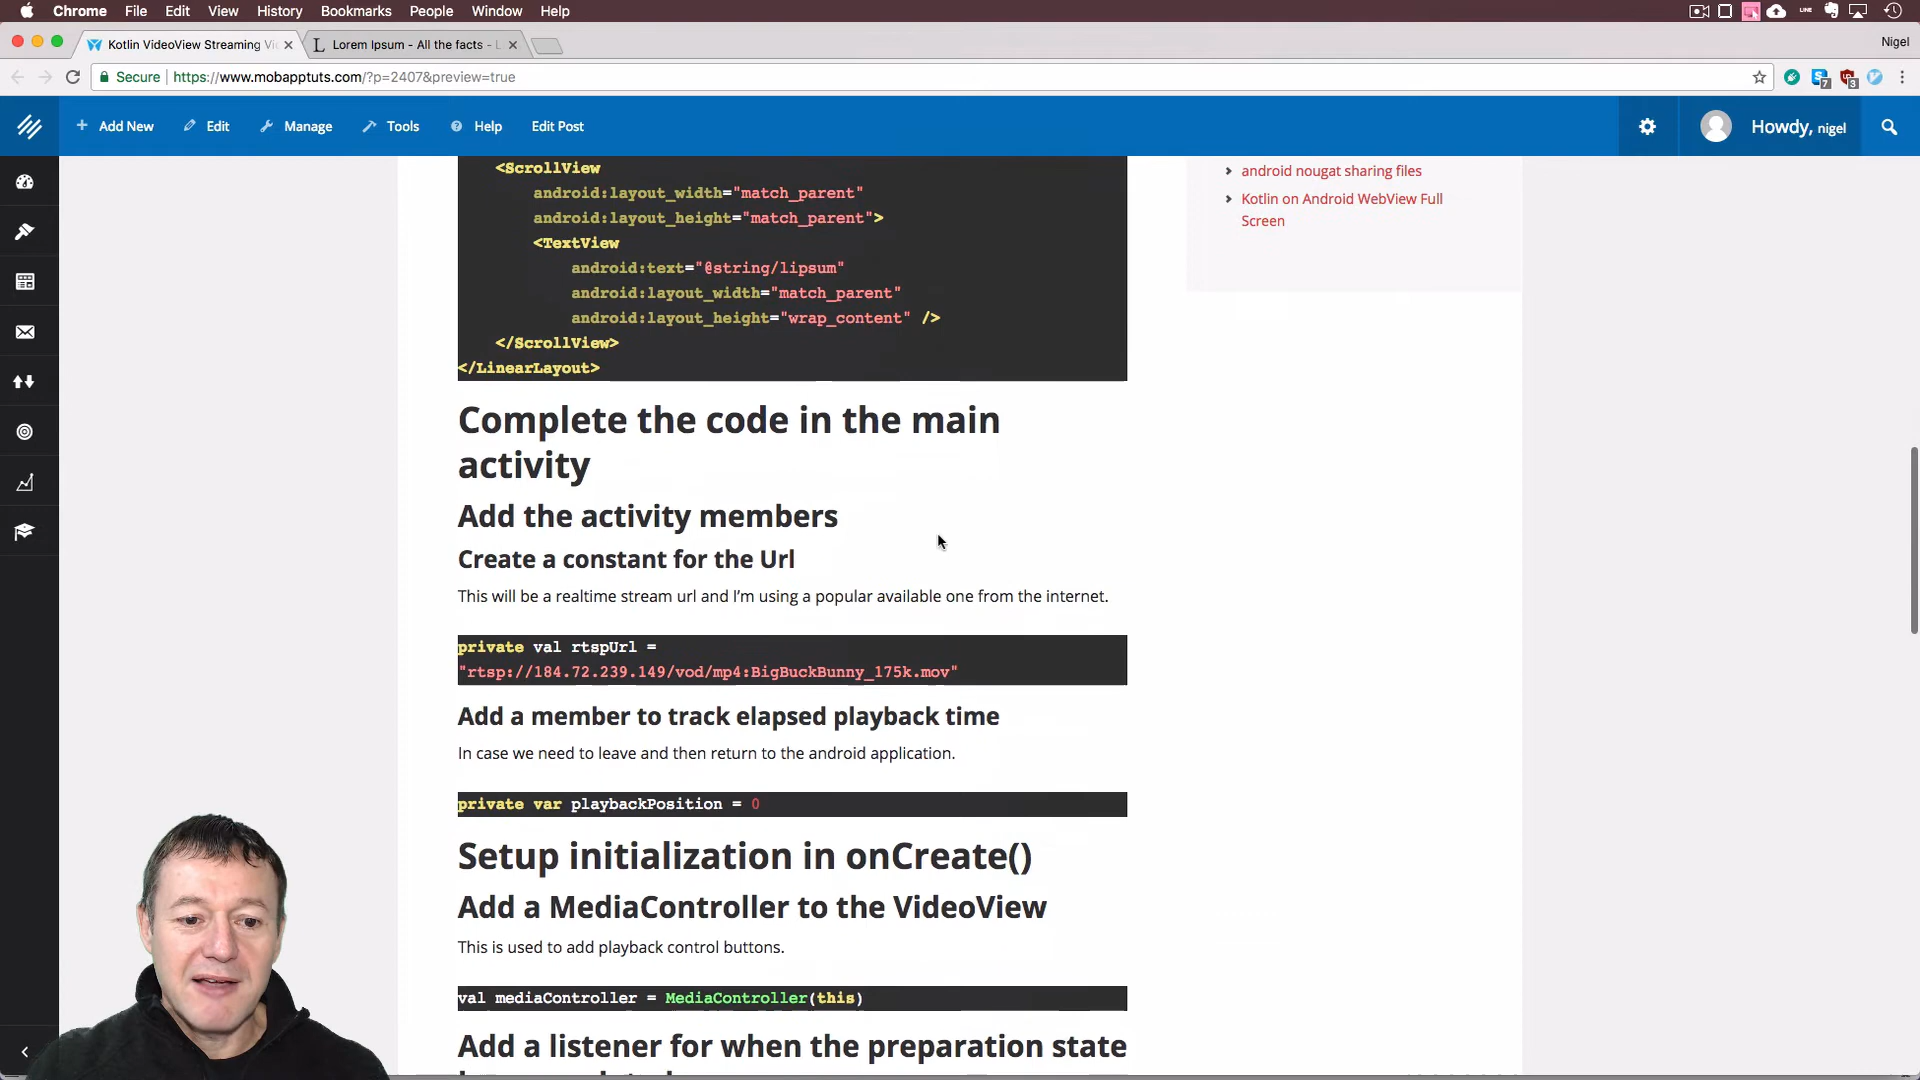 Chrome File Edit View History Bookmarks People Window Help
Kotlin VideoView Streaming Vi
Lorem Ipsum - All the facts - L
Nigel
Secure | https://www.mobapptuts.com/?p=2407&preview=true
7
3
+ Add New Edit Manage Tools Help Edit Post Howdy, nigel
<ScrollView
android:layout_width="match_parent"
android:layout_height="match_parent">
<TextView
android:text="@string/lipsum"
android:layout_width="match_parent"
android:layout_height="wrap_content" />
</ScrollView>
</LinearLayout>
android nougat sharing files
Kotlin on Android WebView Full
Screen
Complete the code in the main
activity
Add the activity members
Create a constant for the Url
This will be a realtime stream url and I'm using a popular available one from the internet.
private val rtspUrl =
"rtsp://184.72.239.149/vod/mp4:BigBuckBunny_175k.mov"
Add a member to track elapsed playback time
In case we need to leave and then return to the android application.
private var playbackPosition = 0
Setup initialization in onCreate()
Add a MediaController to the VideoView
This is used to add playback control buttons.
val mediaController = MediaController(this)
Add a listener for when the preparation state